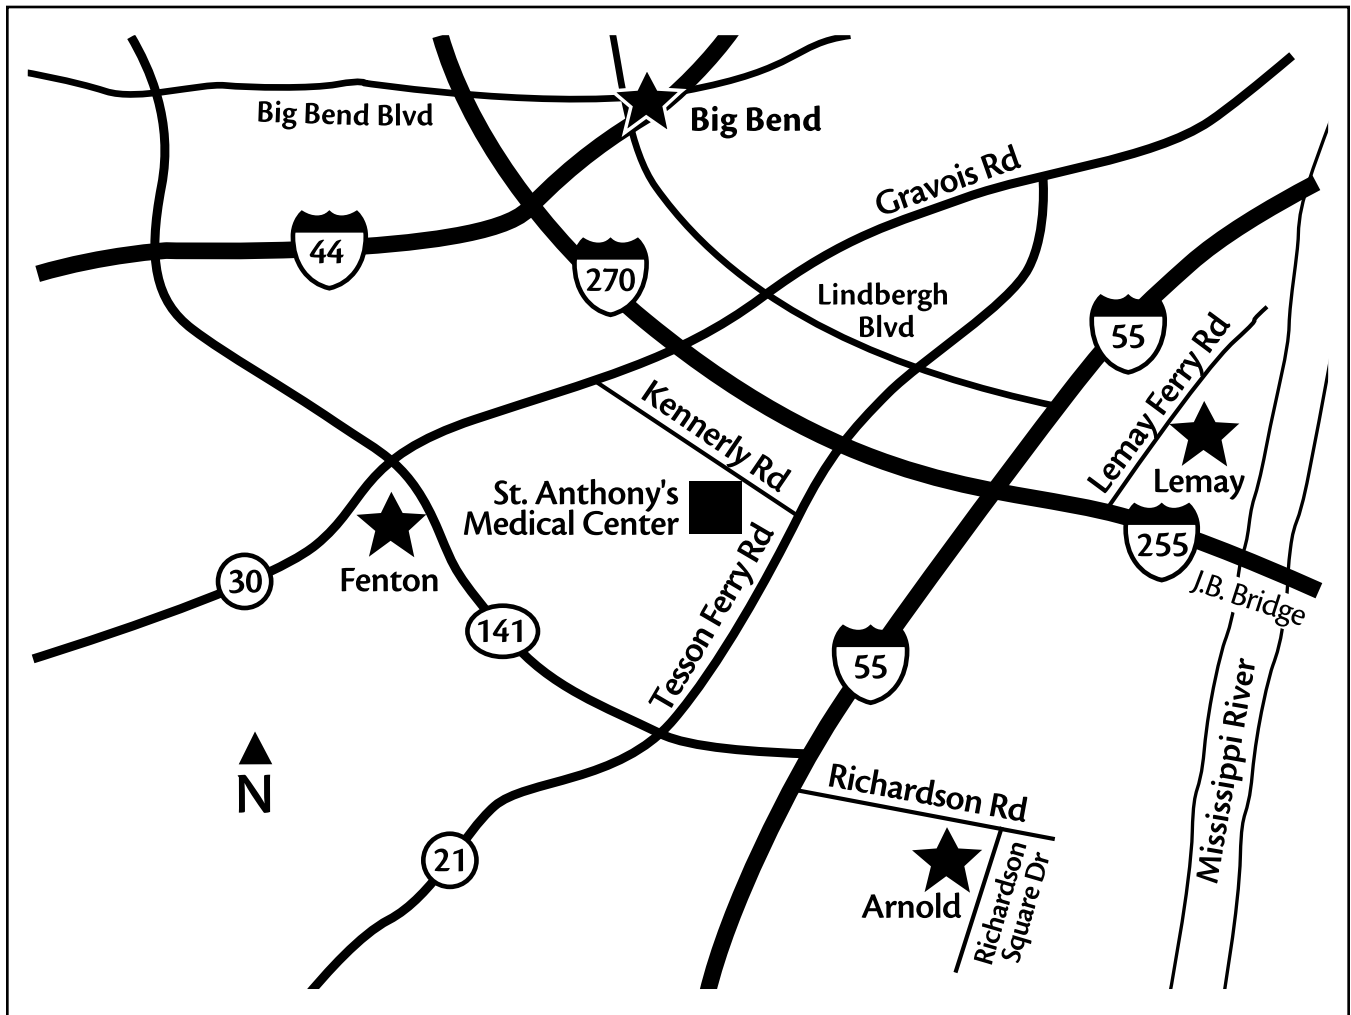 Big Bend Blvd
Big Bend
Gravois Rd
44
270
Lindbergh
Blvd
55
Lemay Ferry Rd
Kennerly Rd
St. Anthony's
Medical Center
Lemay
255
J.B. Bridge
30
Fenton
141
Tesson Ferry Rd
55
Mississippi River
N
Richardson Rd
21
Arnold
Richardson
Square Dr